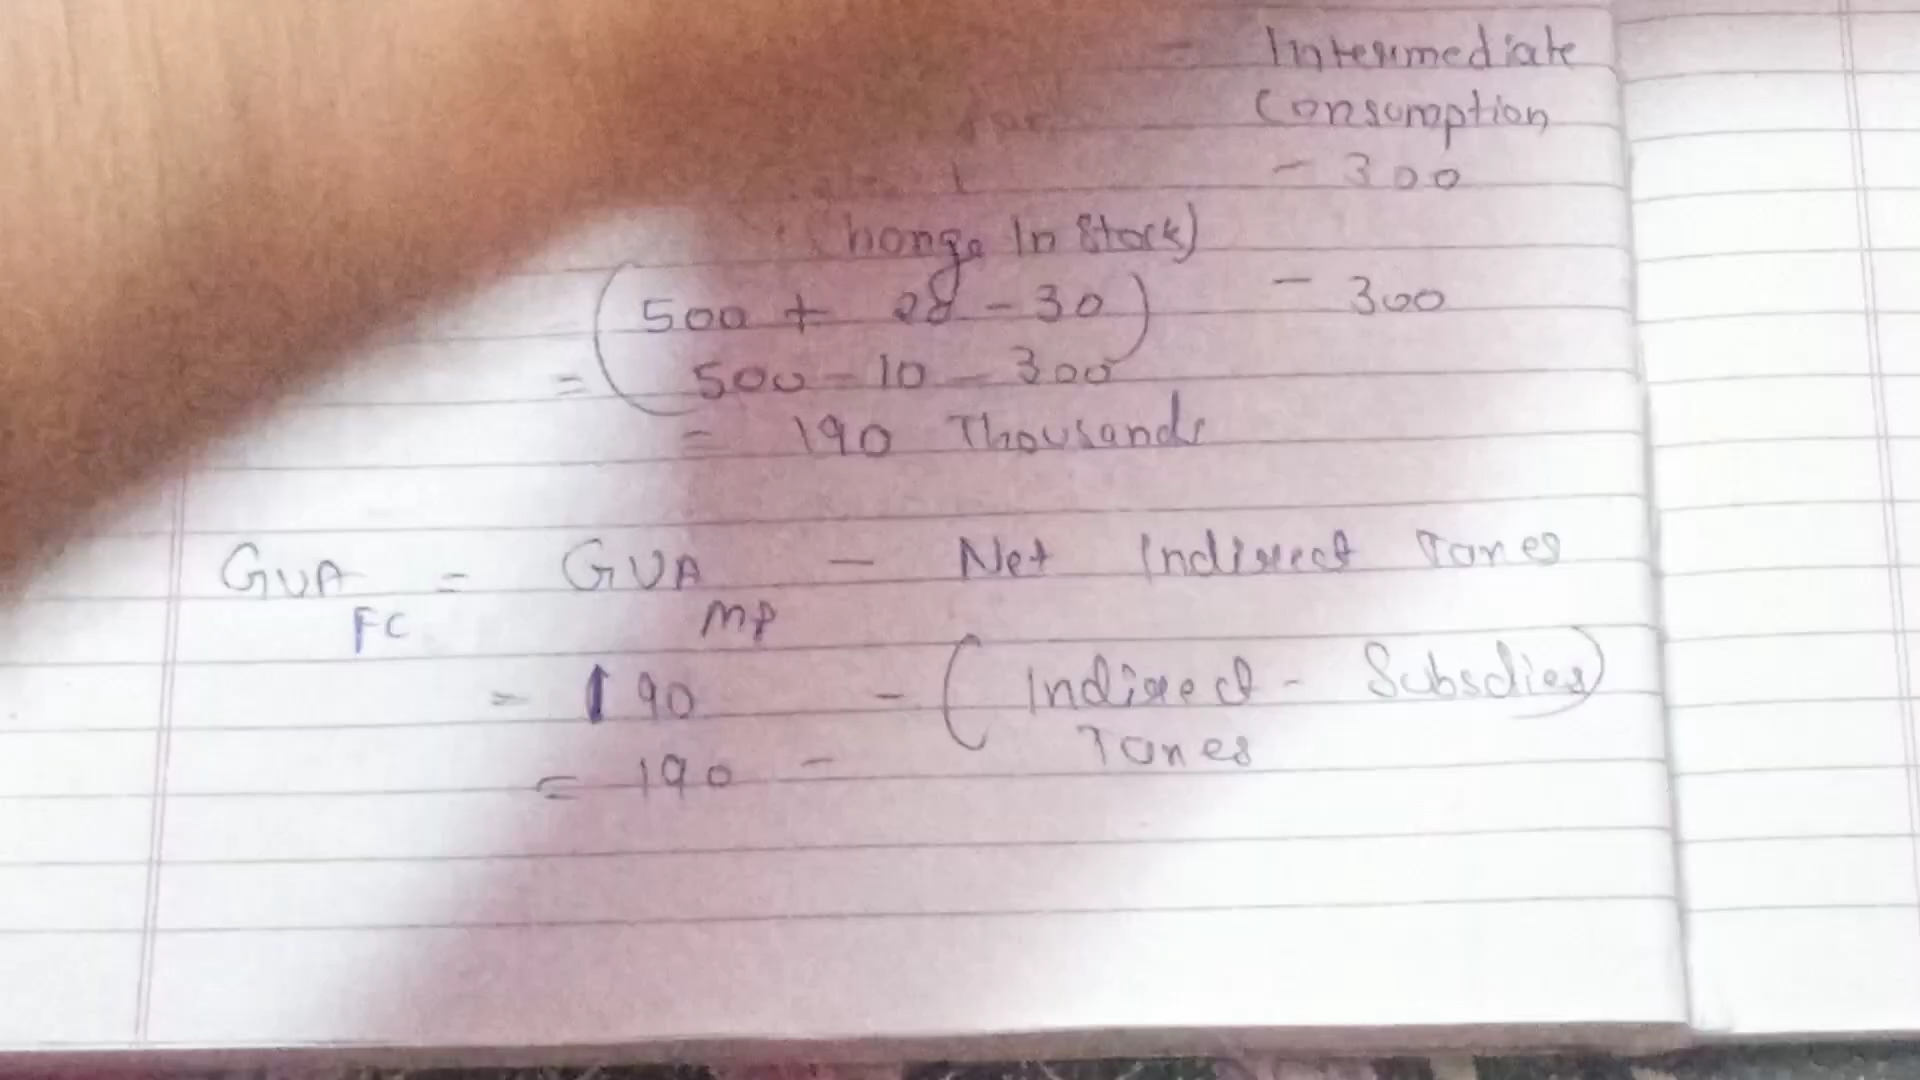 - Intermediate
Consumption
- 300
Change In Stock)
(500 + 20 - 30) - 300
= 500 - 10 - 300
= 190 Thousands
GVA FC = GVA MP - Net Indirect Taxes
= 190 - (Indirect Taxes - Subsdies)
= 190 -